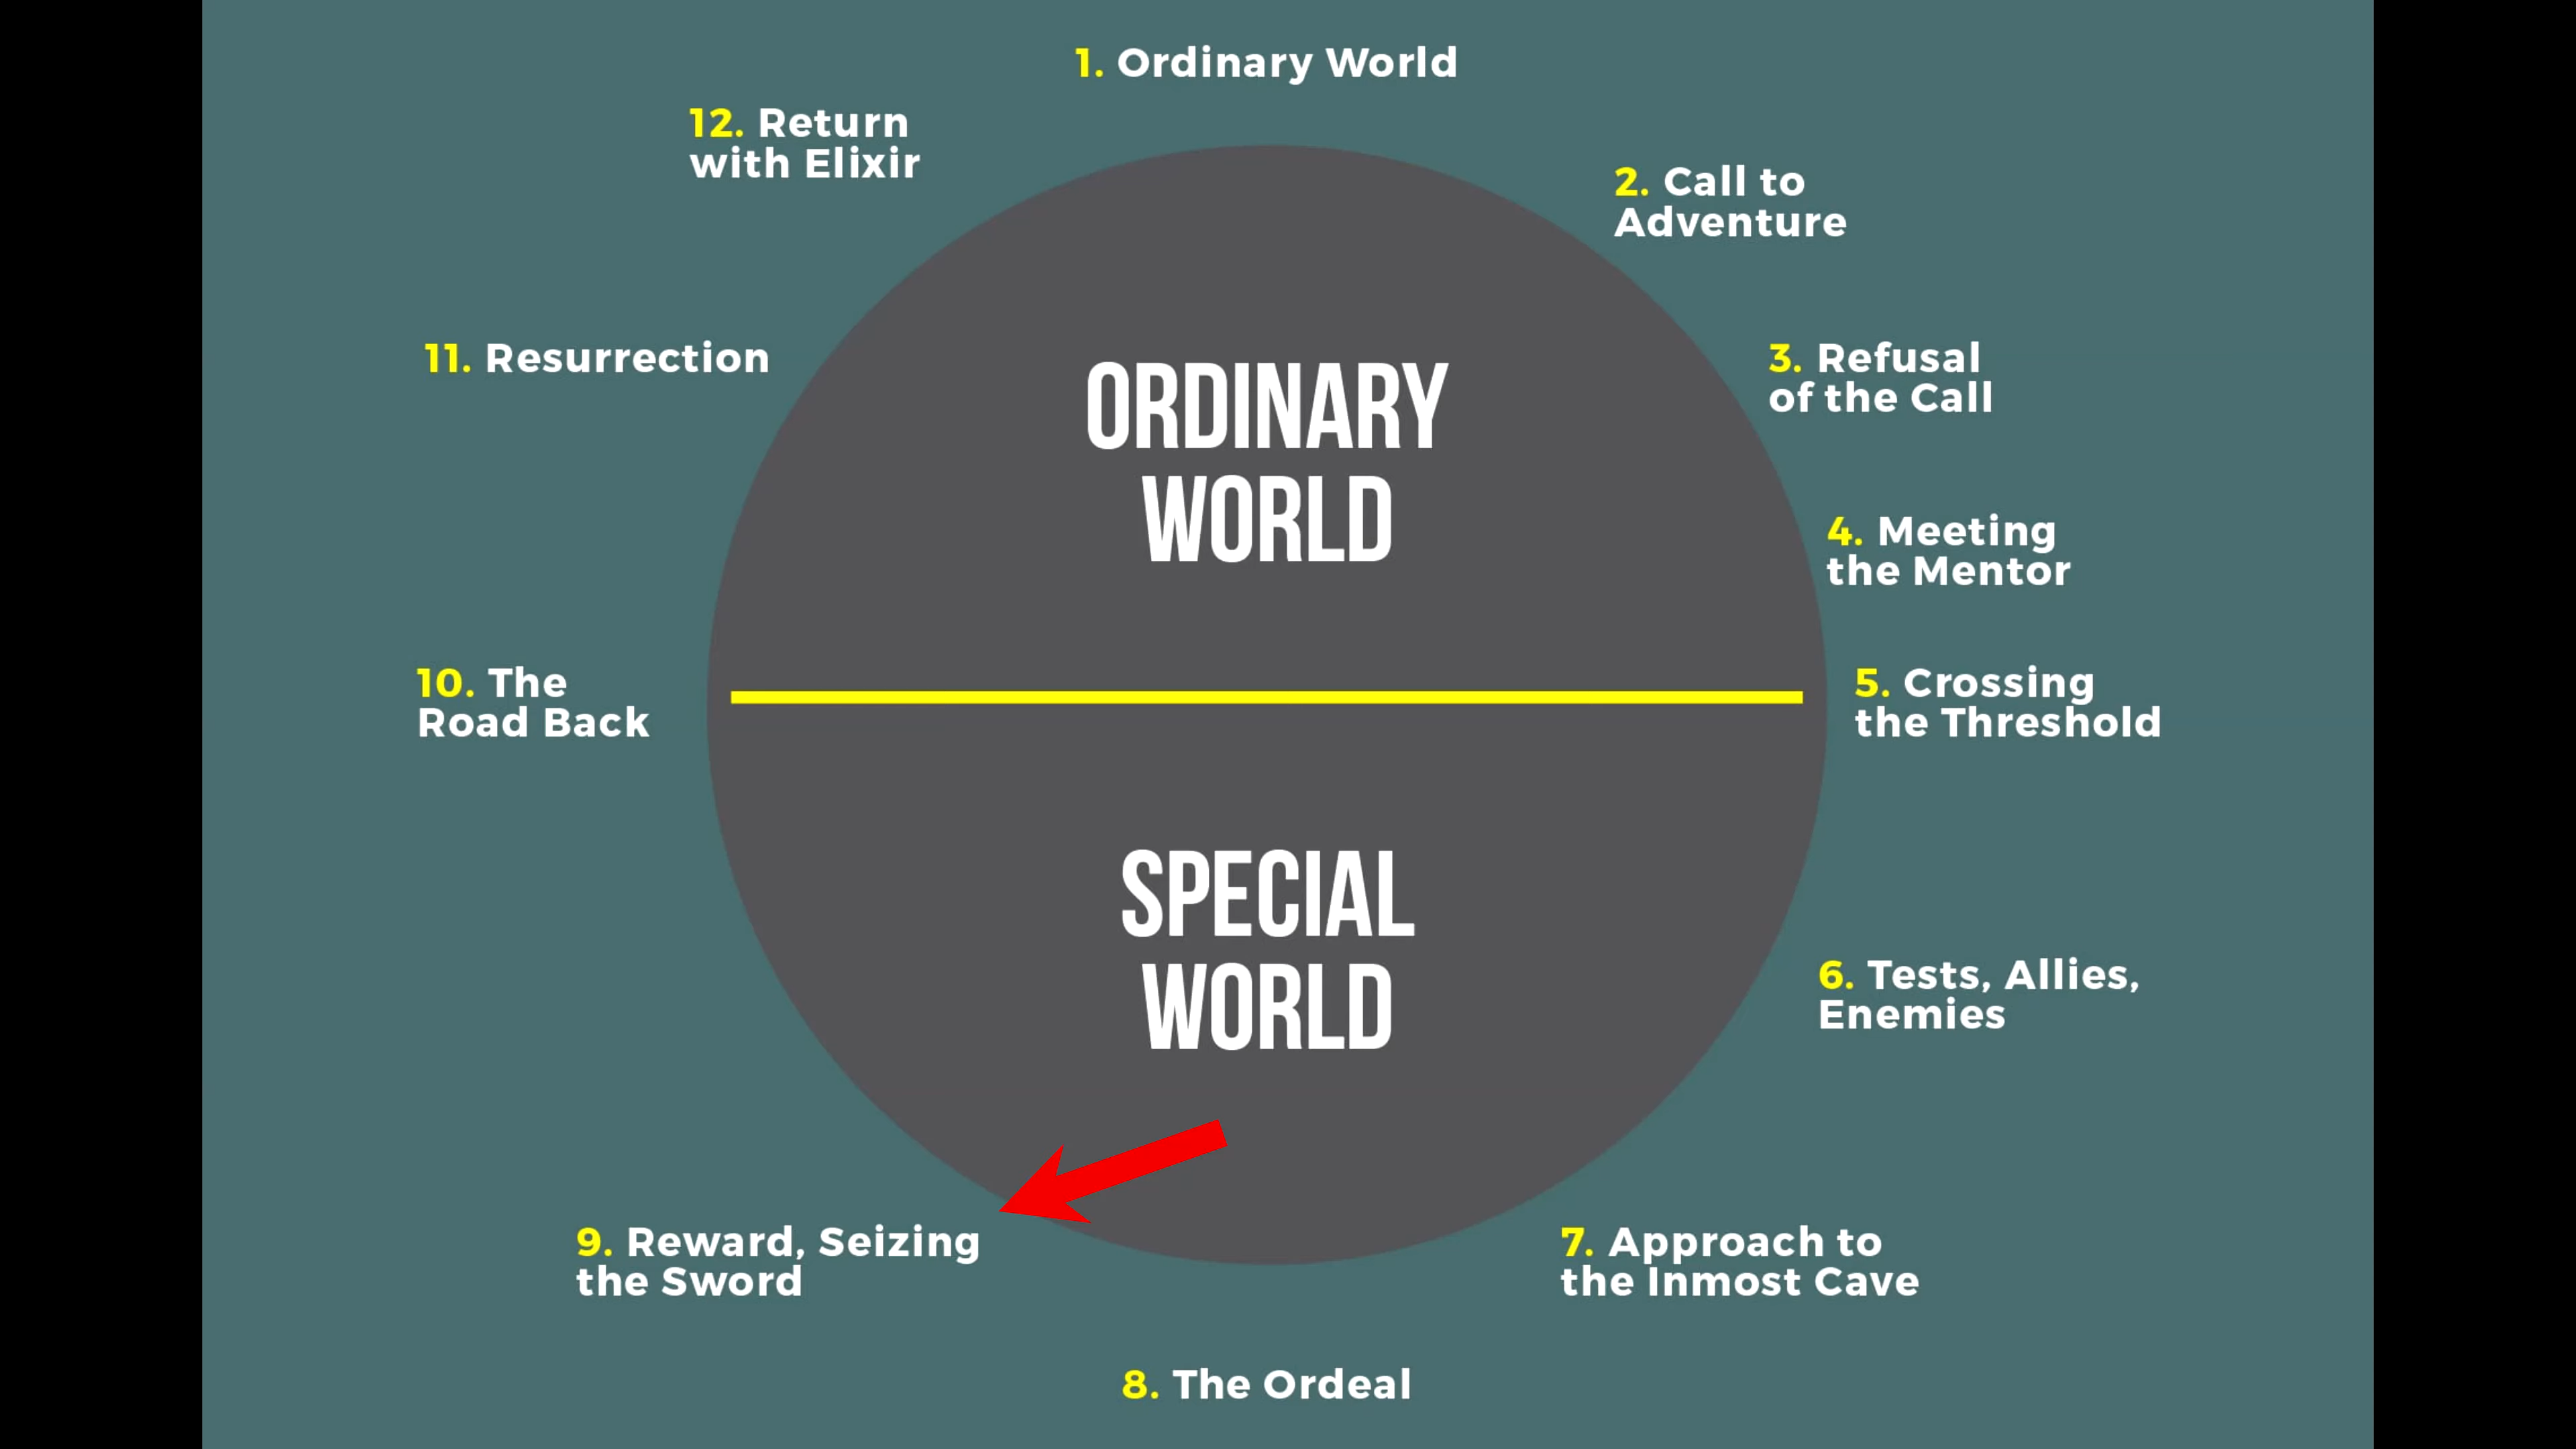 1. Ordinary World
2. Call to
Adventure
3. Refusal
of the Call
4. Meeting
the Mentor
5. Crossing
the Threshold
6. Tests, Allies,
Enemies
7. Approach to
the Inmost Cave
8. The Ordeal
9. Reward, Seizing
the Sword
10. The
Road Back
11. Resurrection
12. Return
with Elixir
ORDINARY
WORLD
SPECIAL
WORLD